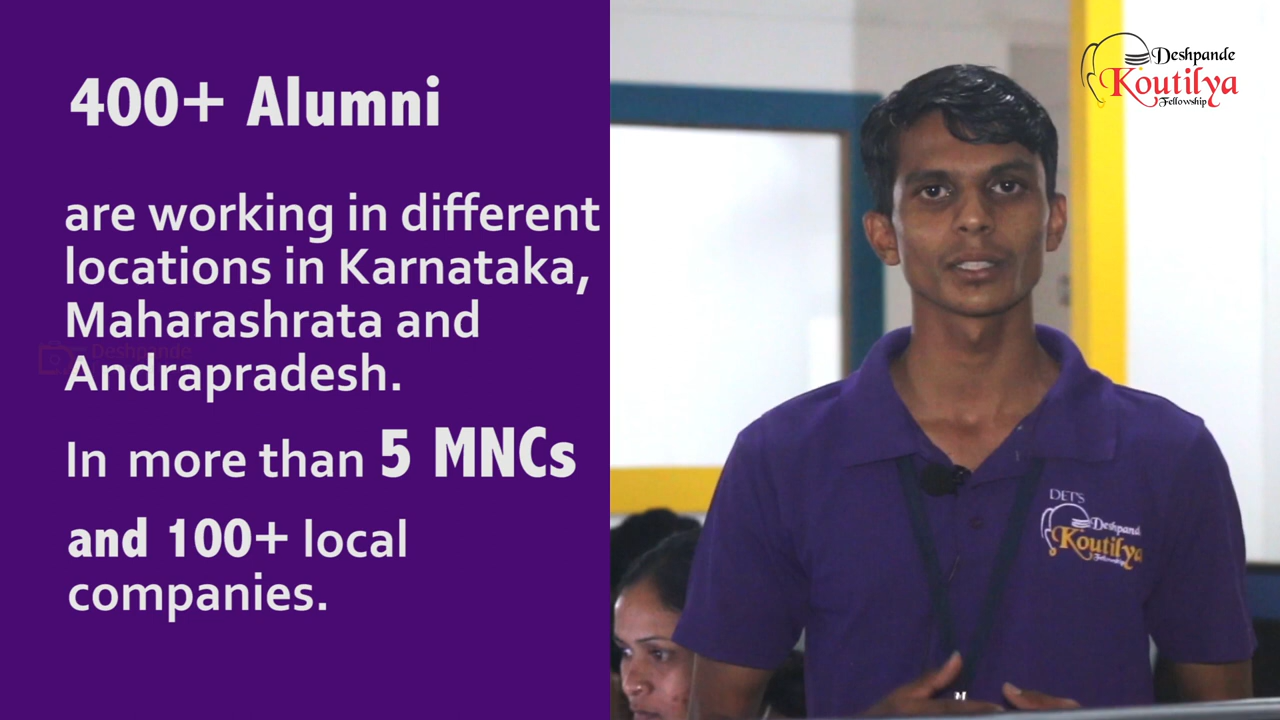 400+ Alumni
are working in different
locations in Karnataka,
Maharashrata and
Deshpande
Andrapradesh.
In more than 5 MNCs
and 100+ local
companies.
Deshpande
Koutilya
Fellowship
DET'S
Deshpande
Koutilya
Fellowship